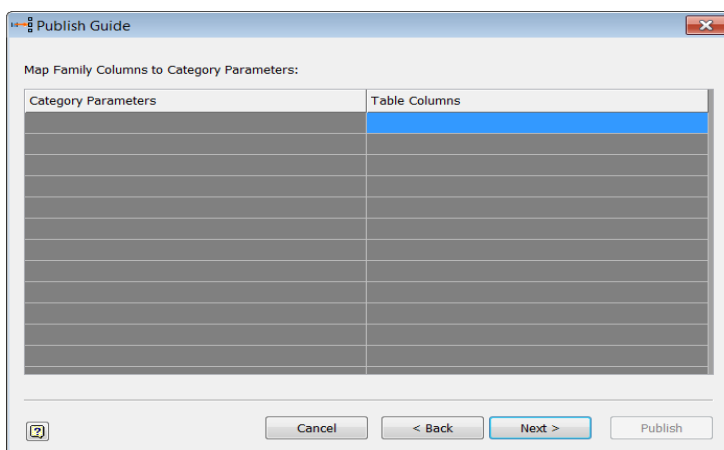 Publish Guide
Map Family Columns to Category Parameters:
Category Parameters Table Columns
Cancel < Back Next > Publish